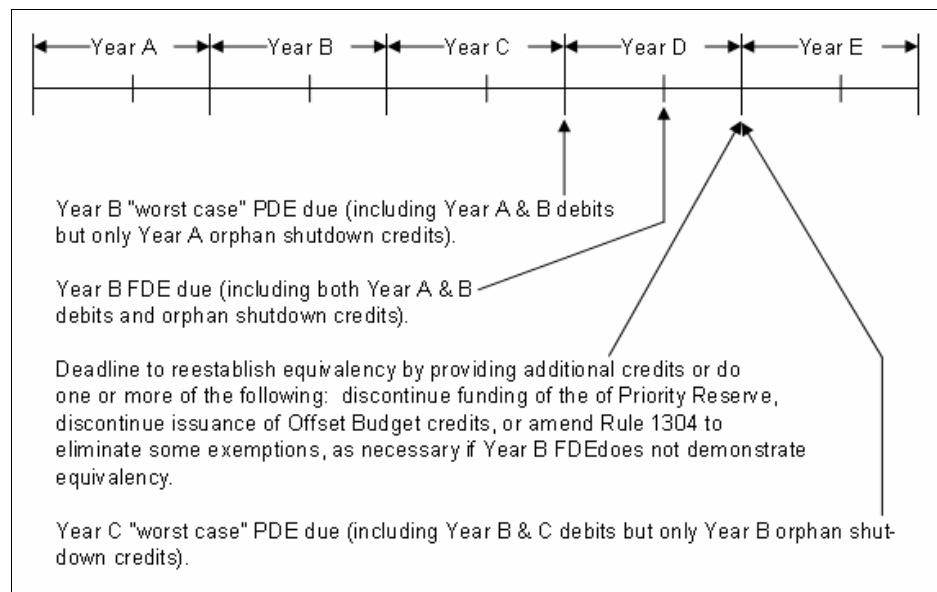 Year A Year B Year C Year D Year E
Year B "worst case" PDE due (including Year A & B debits
but only Year A orphan shutdown credits).
Year B FDE due (including both Year A & B
debits and orphan shutdown credits).
Deadline to reestablish equivalency by providing additional credits or do
one or more of the following:  discontinue funding of the of Priority Reserve,
discontinue issuance of Offset Budget credits, or amend Rule 1304 to
eliminate some exemptions, as necessary if Year B FDEdoes not demonstrate
equivalency.
Year C "worst case" PDE due (including Year B & C debits but only Year B orphan shut-
down credits).